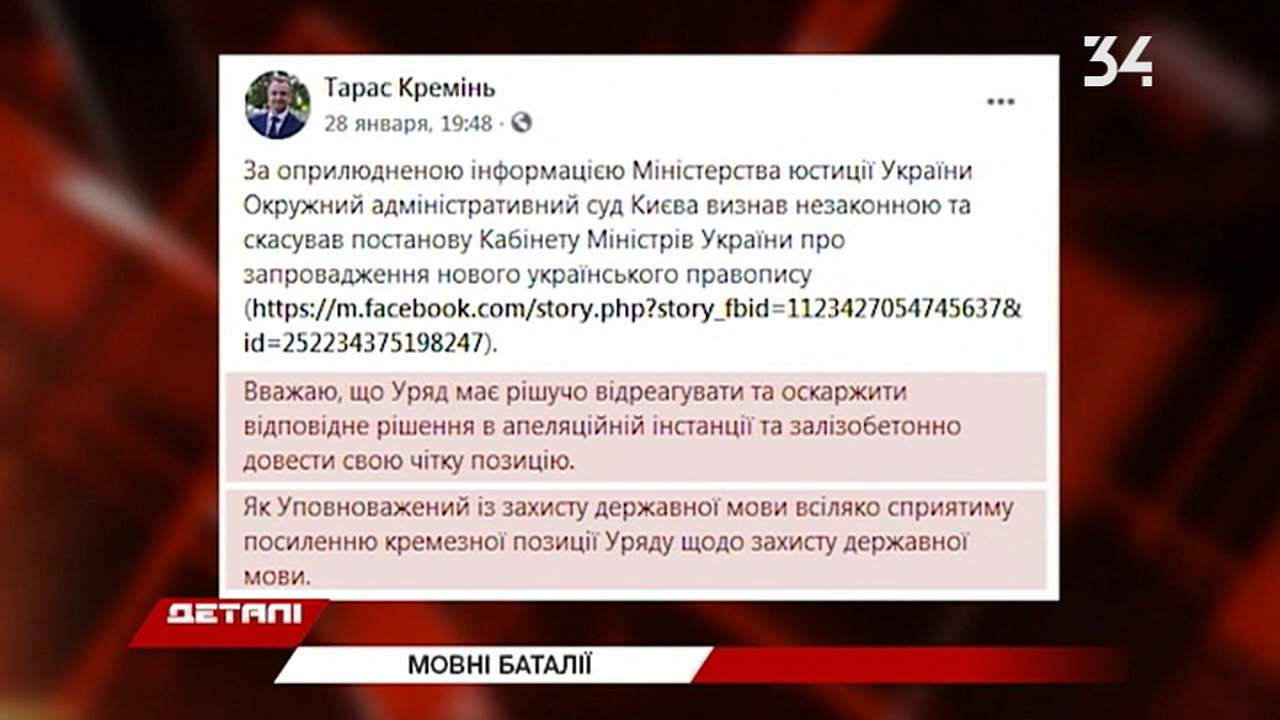 34
Тарас Кремінь
28 января, 19:48 ·
За оприлюдненою інформацією Міністерства юстиції України
Окружний адміністративний суд Києва визнав незаконною та
скасував постанову Кабінету Міністрів України про
запровадження нового українського правопису
(https://m.facebook.com/story.php?story_fbid=1123427054745637&
id=252234375198247).
Вважаю, що Уряд має рішучо відреагувати та оскаржити
відповідне рішення в апеляційній інстанції та залізобетонно
довести свою чітку позицію.
Як Уповноважений із захисту державної мови всіляко сприятиму
посиленню кремезної позиції Уряду щодо захисту державної
мови.
ДЕТАЛІ
МОВНІ БАТАЛІЇ